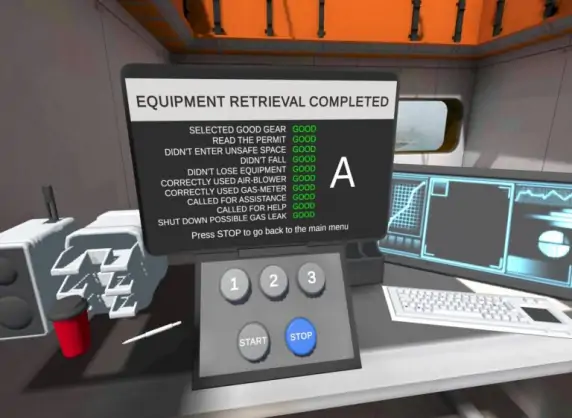 EQUIPMENT RETRIEVAL COMPLETED
SELECTED GOOD GEAR GOOD
READ THE PERMIT GOOD
DIDN'T ENTER UNSAFE SPACE GOOD
DIDN'T FALL GOOD
DIDN'T LOSE EQUIPMENT GOOD
CORRECTLY USED AIR-BLOWER GOOD
CORRECTLY USED GAS-METER GOOD
CALLED FOR ASSISTANCE GOOD
CALLED FOR HELP GOOD
SHUT DOWN POSSIBLE GAS LEAK GOOD
A
Press STOP to go back to the main menu
1 2 3
START STOP